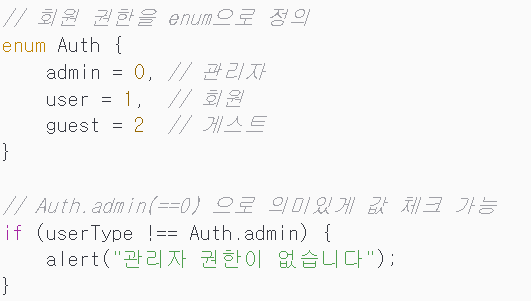 // 회원 권한을 enum으로 정의
enum Auth {
    admin = 0, // 관리자
    user = 1,  // 회원
    guest = 2  // 게스트
}

// Auth.admin(==0) 으로 의미있게 값 체크 가능
if (userType !== Auth.admin) {
    alert("관리자 권한이 없습니다");
}